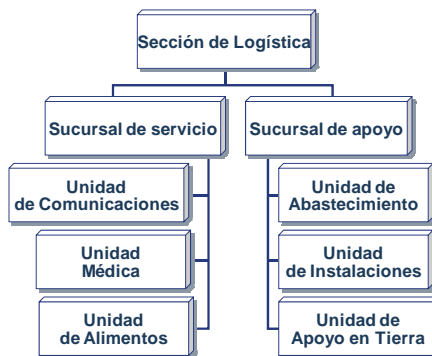 Sección de Logística
Sucursal de servicio
Sucursal de apoyo
Unidad
de Comunicaciones
Unidad
Médica
Unidad
de Alimentos
Unidad de
Abastecimiento
Unidad
de Instalaciones
Unidad de
Apoyo en Tierra